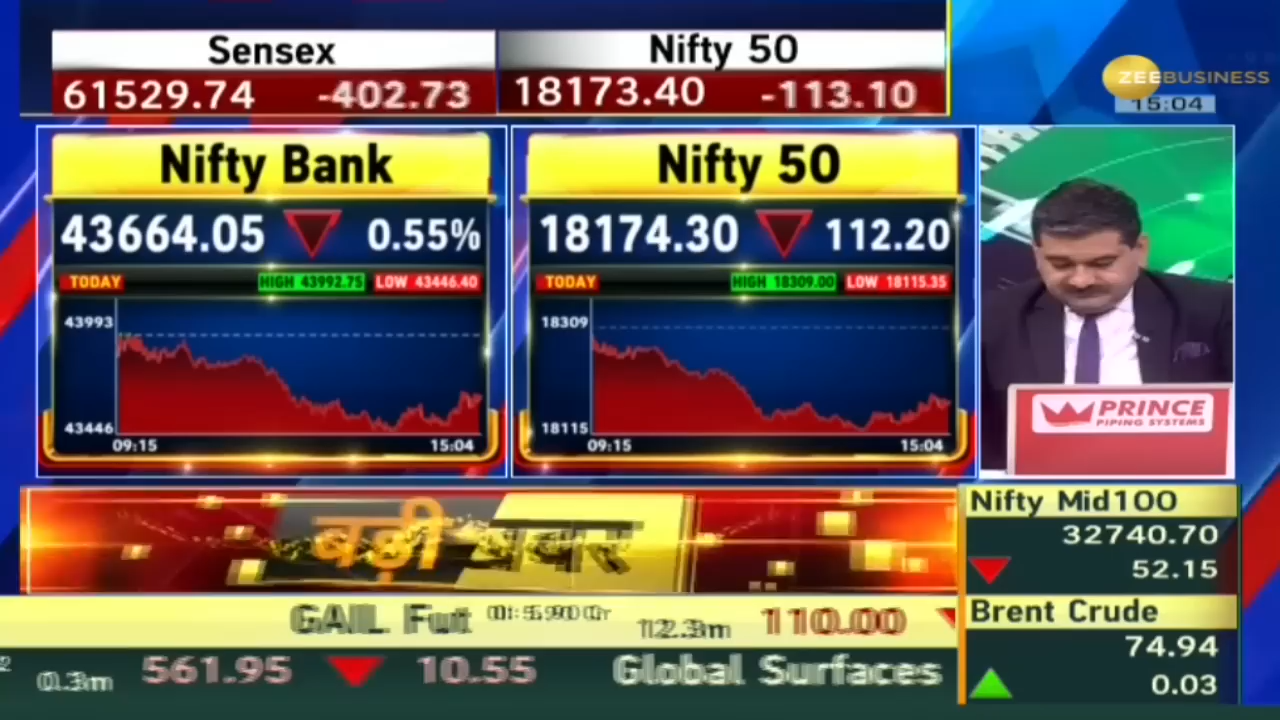 Sensex
61529.74 -402.73
Nifty 50
18173.40 -113.10
ZEEBUSINESS
15:04
Nifty Bank
43664.05 0.55%
TODAY HIGH 43992.75 LOW 43446.40
43993
43446
09:15 15:04
Nifty 50
18174.30 112.20
TODAY HIGH 18309.00 LOW 18115.35
18309
18115
09:15 15:04
PRINCE
PIPING SYSTEMS
बड़ी खबर
Nifty Mid100
32740.70
52.15
Brent Crude
74.94
0.03
GAIL Fut 12.3m 110.00
0.3m 561.95 10.55 Global Surfaces